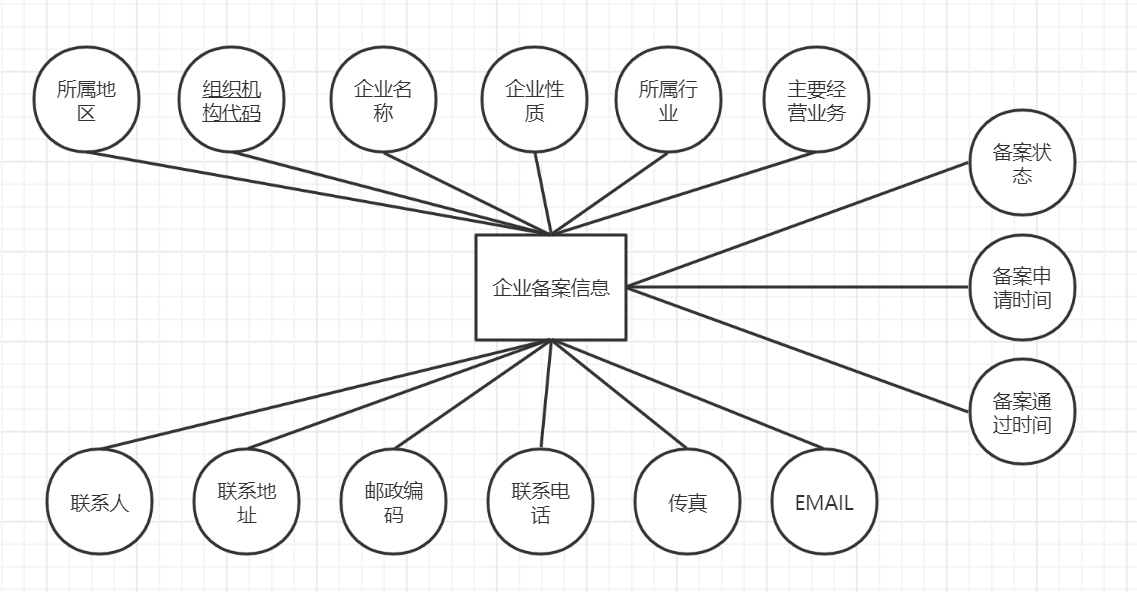 所属地
区
组织机
构代码
企业名
称
企业性
质
所属行
业
主要经
营业务
备案状
态
备案申
请时间
备案通
过时间
企业备案信息
联系人
联系地
址
邮政编
码
联系电
话
传真
EMAIL